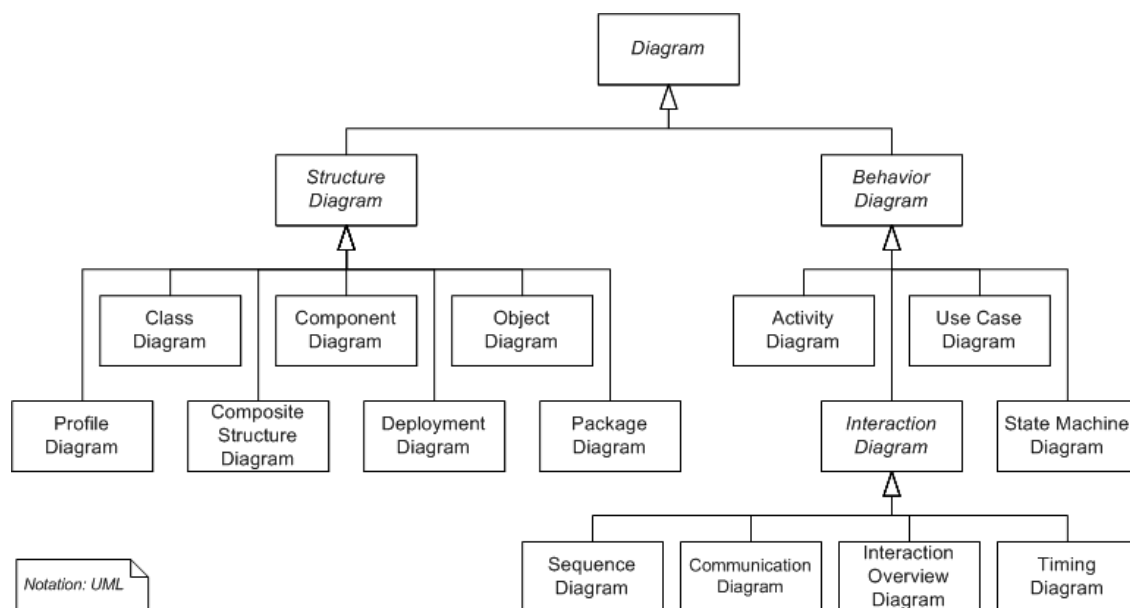 Diagram
Structure
Diagram
Behavior
Diagram
Class
Diagram
Component
Diagram
Object
Diagram
Activity
Diagram
Use Case
Diagram
Profile
Diagram
Composite
Structure
Diagram
Deployment
Diagram
Package
Diagram
Interaction
Diagram
State Machine
Diagram
Sequence
Diagram
Communication
Diagram
Interaction
Overview
Diagram
Timing
Diagram
Notation: UML